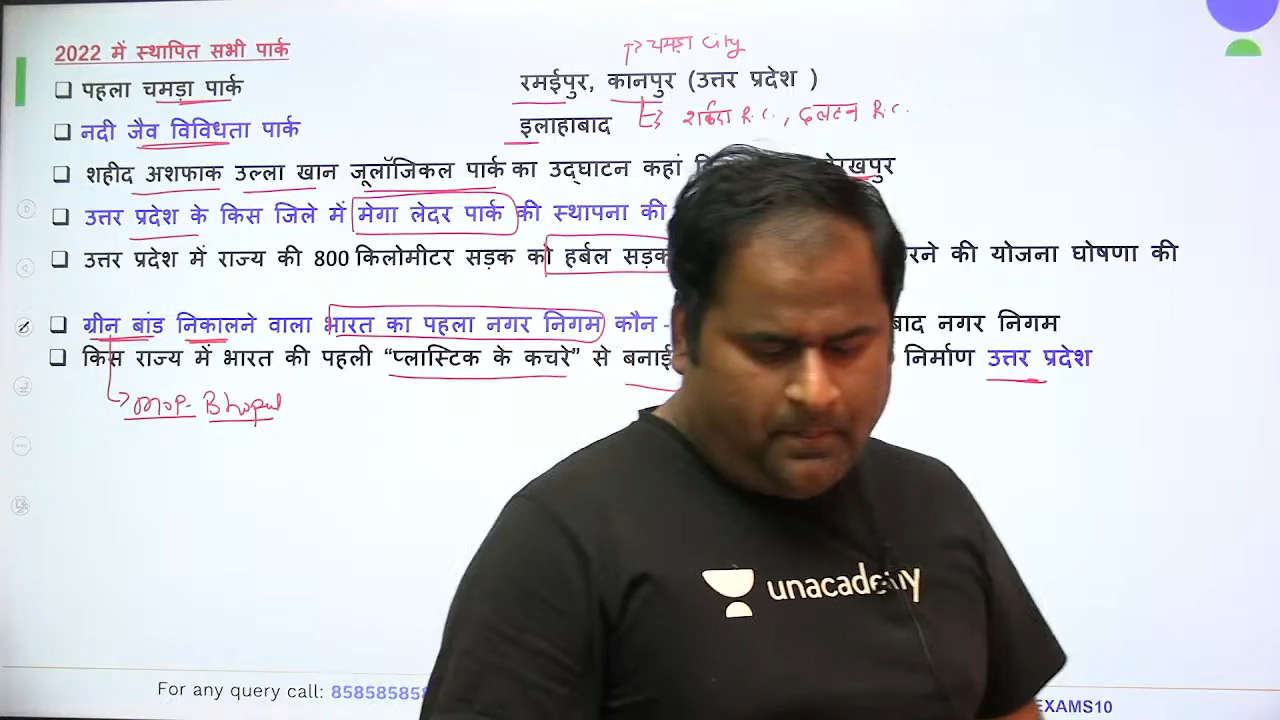 2022 में स्थापित सभी पार्क
→ चमड़ा City
❑ पहला चमड़ा पार्क रमईपुर, कानपुर (उत्तर प्रदेश )
❑ नदी जैव विविधता पार्क इलाहाबाद
❑ शहीद अशफाक उल्ला खान जूलॉजिकल पार्क का उद्घाटन कहां
❑ उत्तर प्रदेश के किस जिले में मेगा लेदर पार्क की स्थापना की
❑ उत्तर प्रदेश में राज्य की 800 किलोमीटर सड़क को हर्बल सड़क की योजना घोषणा की
❑ ग्रीन बांड निकालने वाला भारत का पहला नगर निगम कौन - नगर निगम
❑ किस राज्य में भारत की पहली “प्लास्टिक के कचरे” से बनाई निर्माण उत्तर प्रदेश
→ M.P- Bhopal
unacademy
For any query call: 858585858
EXAMS10